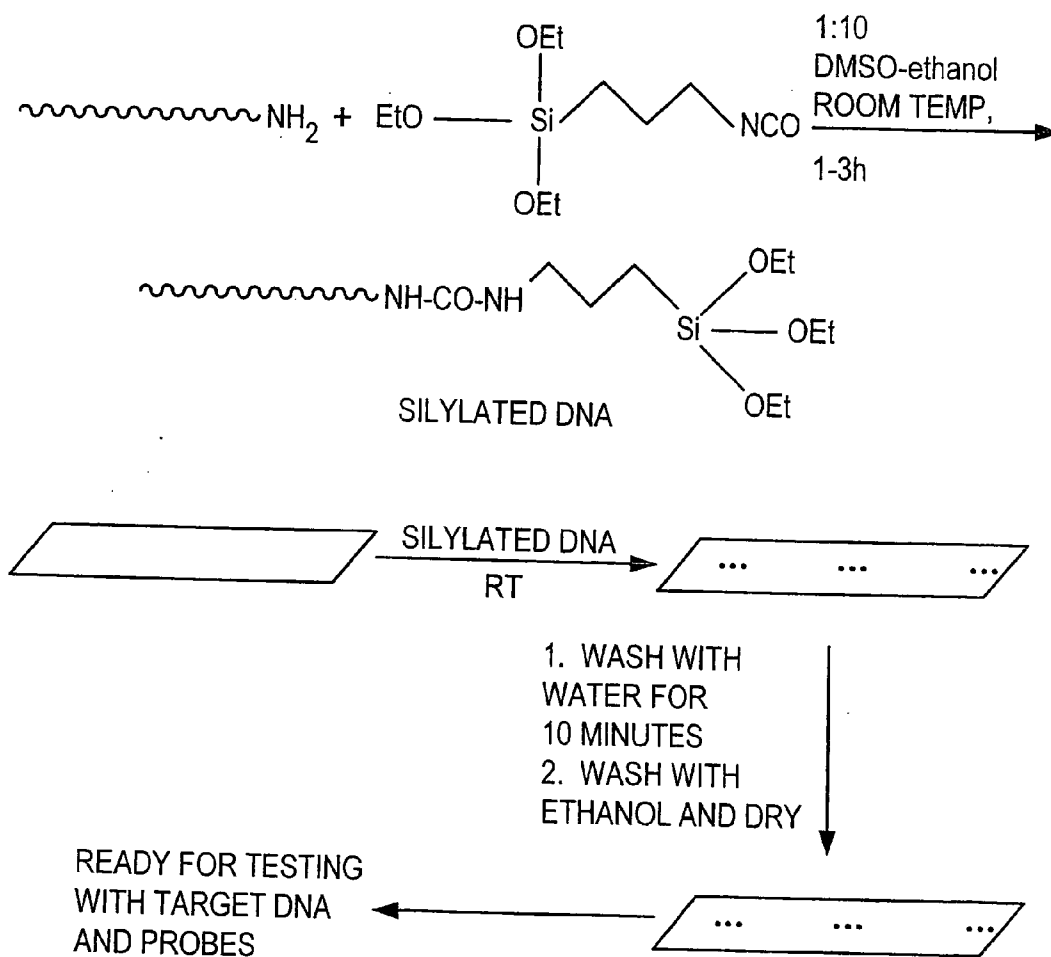 OEt
1:10
DMSO-ethanol
ROOM TEMP,
1-3h
NH2 + EtO Si NCO
OEt
NH-CO-NH
OEt
Si OEt
OEt
SILYLATED DNA
SILYLATED DNA
RT
1. WASH WITH
WATER FOR
10 MINUTES
2. WASH WITH
ETHANOL AND DRY
READY FOR TESTING
WITH TARGET DNA
AND PROBES